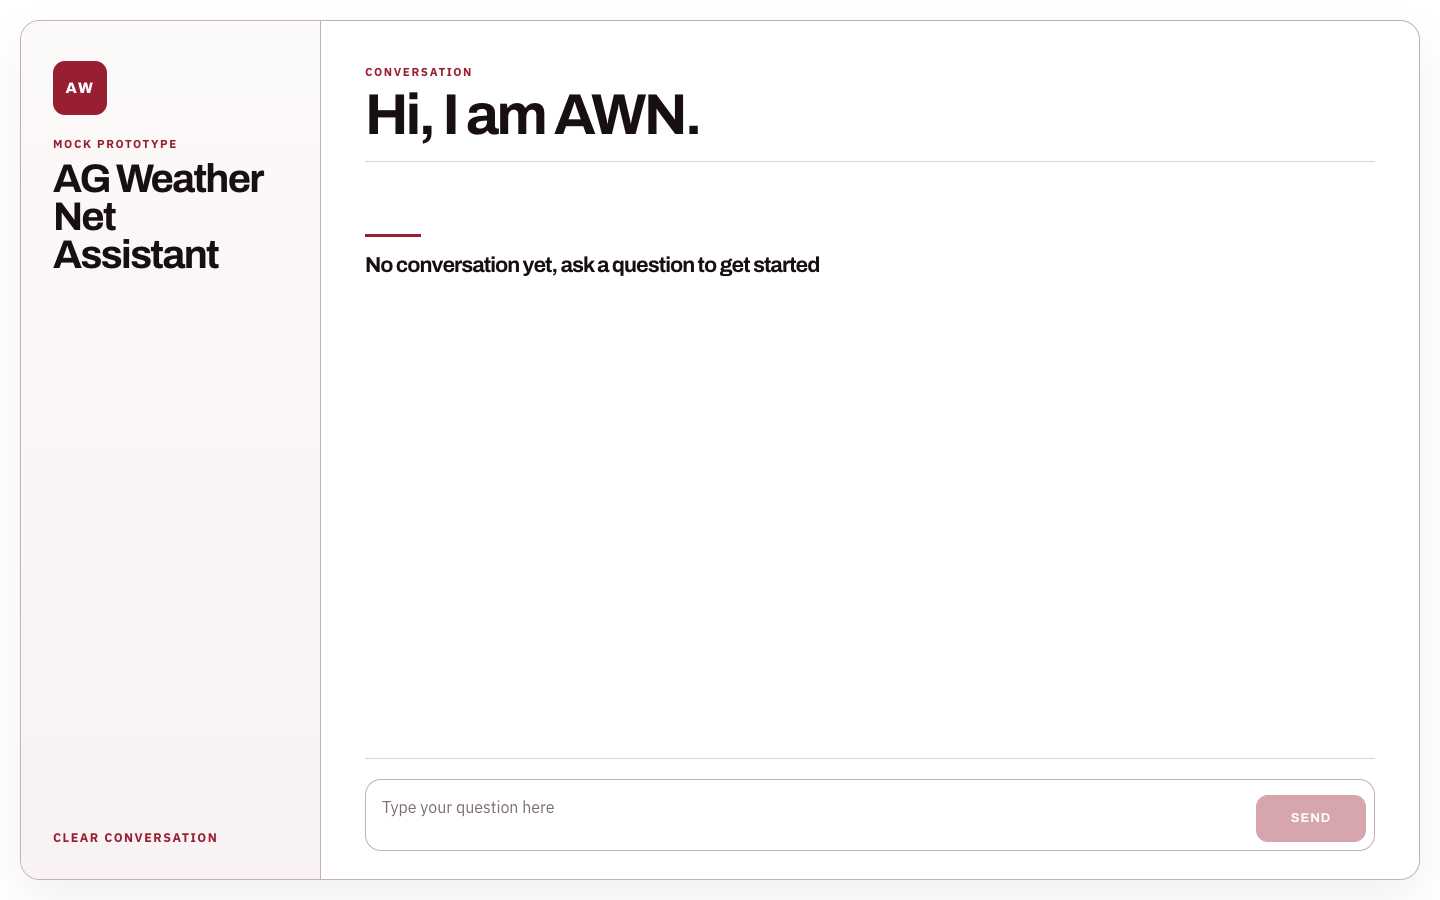 AW
MOCK PROTOTYPE
AG Weather
Net
Assistant
CLEAR CONVERSATION
CONVERSATION
Hi, I am AWN.
No conversation yet, ask a question to get started
Type your question here
SEND